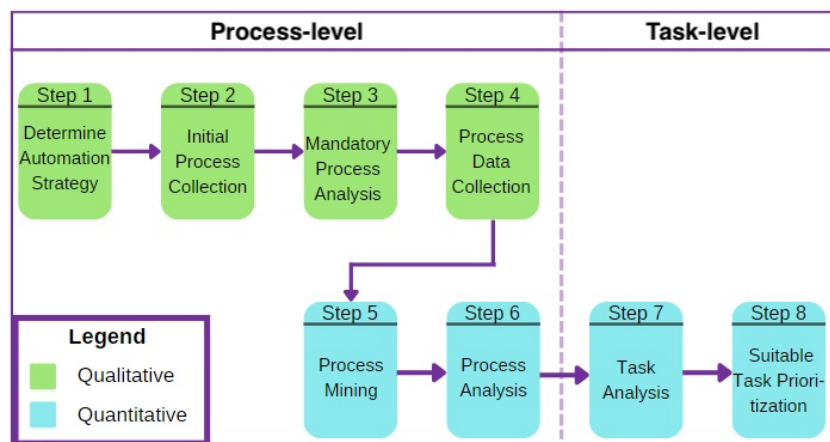 Process-level
Task-level
Step 1
Determine
Automation
Strategy
Step 2
Initial
Process
Collection
Step 3
Mandatory
Process
Analysis
Step 4
Process
Data
Collection
Step 5
Process
Mining
Step 6
Process
Analysis
Step 7
Task
Analysis
Step 8
Suitable
Task Priori-
tization
Legend
Qualitative
Quantitative